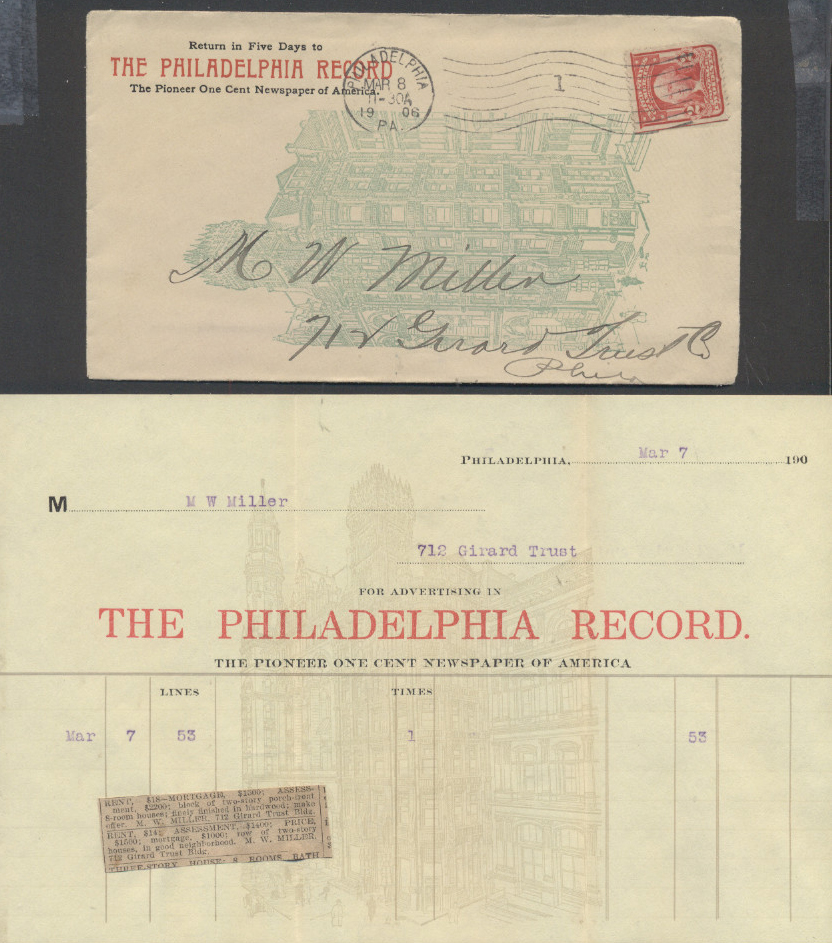 Return in Five Days to
THE PHILADELPHIA RECORD
The Pioneer One Cent Newspaper of America.
PHILADELPHIA
MAR 8
11-30A
1906
PA.
1
2
M W Miller
712 Girard Trust Co
Phila
PHILADELPHIA, Mar 7 190
M M W Miller
712 Girard Trust
FOR ADVERTISING IN
THE PHILADELPHIA RECORD.
THE PIONEER ONE CENT NEWSPAPER OF AMERICA
LINES TIMES
Mar 7 53 1 53
RENT, $18—MORTGAGE, $1500; ASSESS-
ment, $2200; block of two-story porch-front
8-room houses; finely finished in hardwood; make
offer. M. W. MILLER, 712 Girard Trust Bldg.
RENT, $14; ASSESSMENT, $1400; PRICE,
$1500; mortgage, $1000; row of two-story
houses, in good neighborhood. M. W. MILLER,
712 Girard Trust Bldg.
THREE-STORY HOUSE; 8 ROOMS BATH